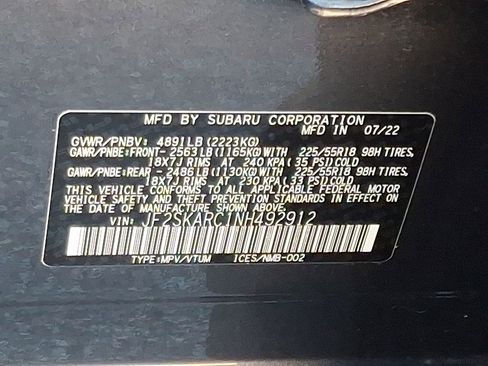 MFD BY SUBARU CORPORATION
MFD IN JAPAN 07/22
GVWR/PNBV: 4891LB (2223KG)
GAWR/PNBE:FRONT- 2563LB(1165KG)WITH 225/55R18 98H TIRES,
18X7J RIMS AT 240 KPA( 35 PSI)COLD
GAWR/PNBE:REAR - 2486LB(1130KG)WITH 225/55R18 98H TIRES,
18X7J RIMS AT 230 KPA( 33 PSI)COLD
THIS VEHICLE CONFORMS TO ALL APPLICABLE FEDERAL MOTOR
VEHICLE SAFETY AND THEFT PREVENTION STANDARDS IN EFFECT
ON THE DATE OF MANUFACTURE SHOWN ABOVE.
VIN: JF2SKARC1NH492912
TYPE:MPV/VTUM ICES/NMB-002